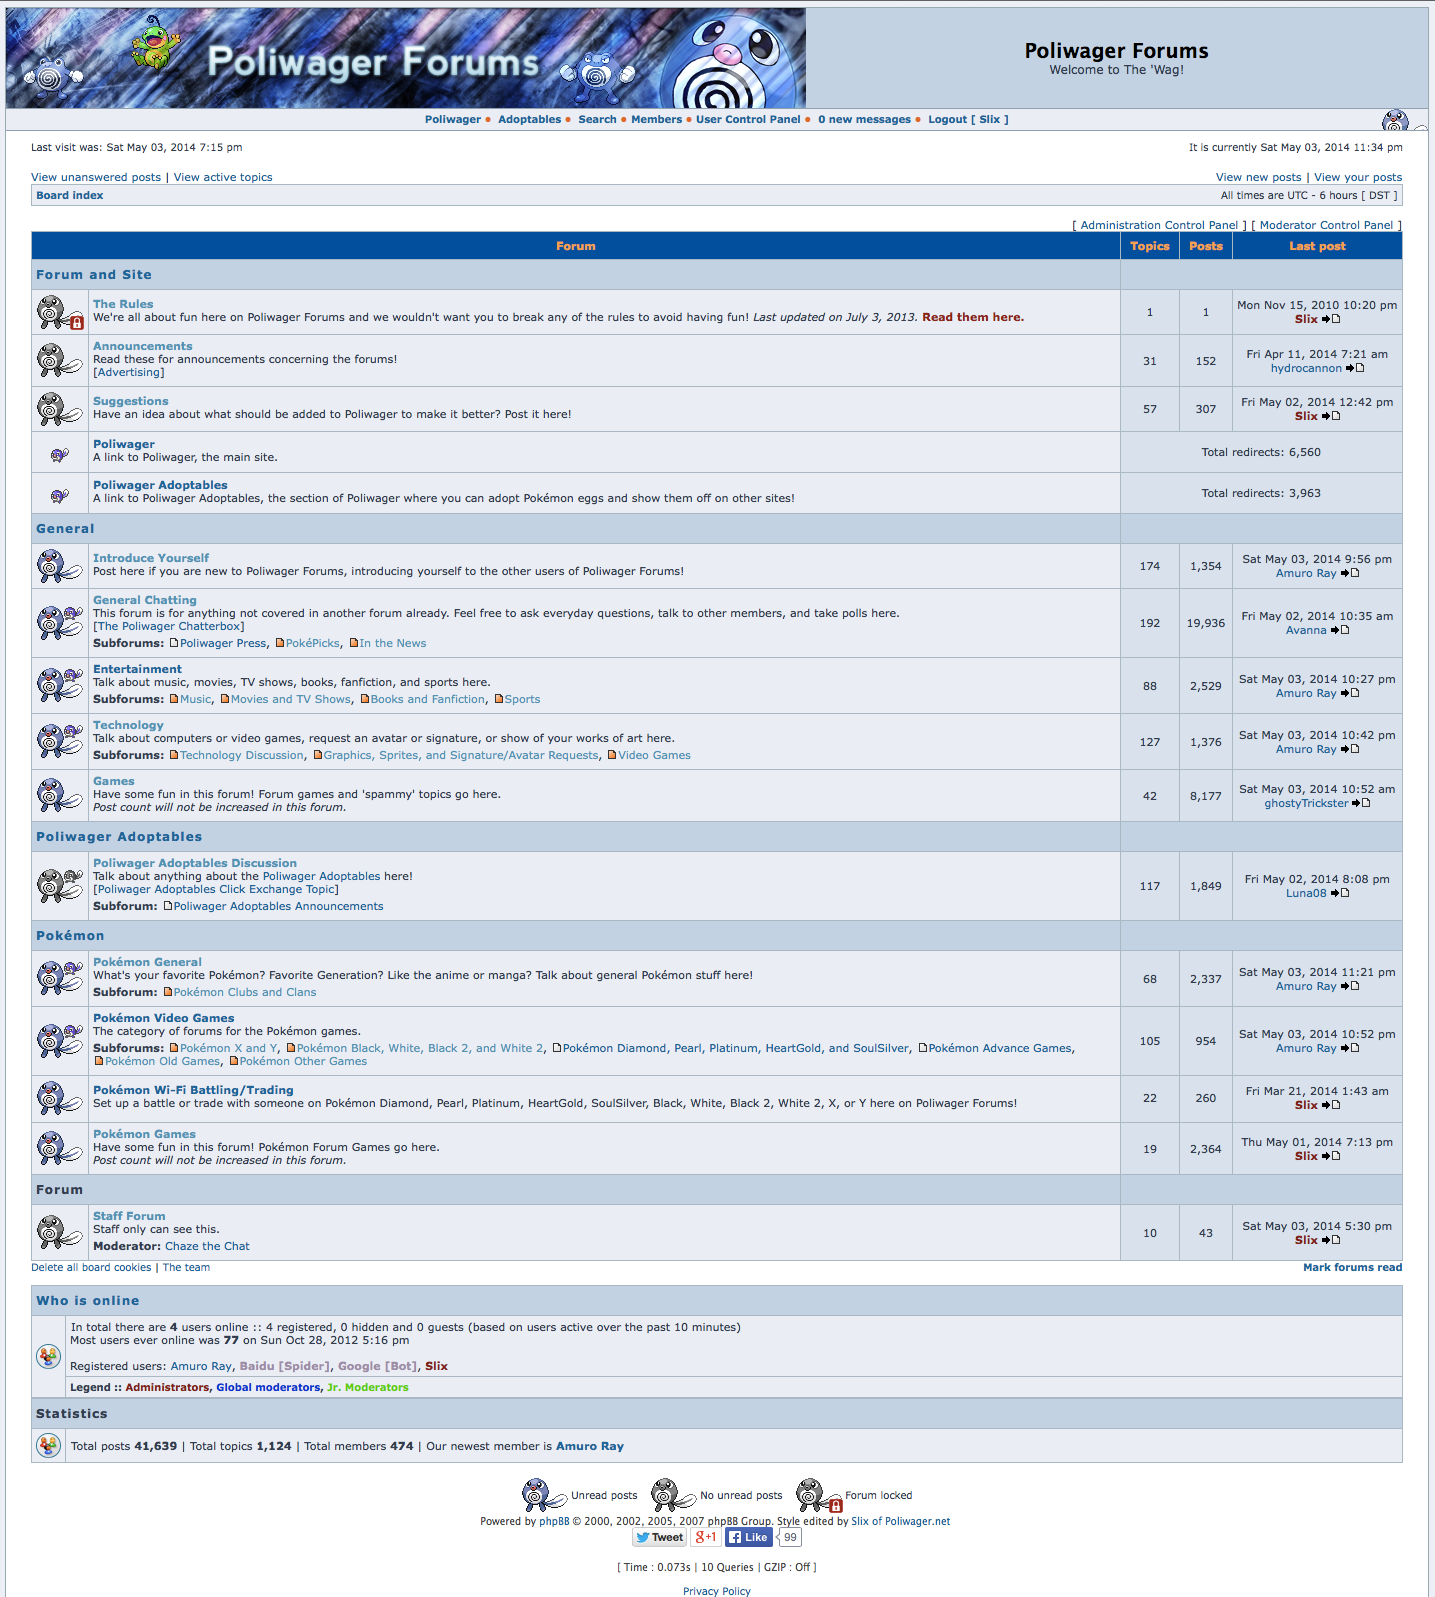 Poliwager Forums
Poliwager Forums
Welcome to The 'Wag!
Poliwager • Adoptables • Search • Members • User Control Panel • 0 new messages • Logout [ Slix ]
Last visit was: Sat May 03, 2014 7:15 pm
It is currently Sat May 03, 2014 11:34 pm
View unanswered posts | View active topics
View new posts | View your posts
Board index
All times are UTC - 6 hours [ DST ]
[ Administration Control Panel ] [ Moderator Control Panel ]
Forum Topics Posts Last post
Forum and Site
The Rules
We're all about fun here on Poliwager Forums and we wouldn't want you to break any of the rules to avoid having fun! Last updated on July 3, 2013. Read them here.
1 1
Mon Nov 15, 2010 10:20 pm
Slix
Announcements
Read these for announcements concerning the forums!
[Advertising]
31 152
Fri Apr 11, 2014 7:21 am
hydrocannon
Suggestions
Have an idea about what should be added to Poliwager to make it better? Post it here!
57 307
Fri May 02, 2014 12:42 pm
Slix
Poliwager
A link to Poliwager, the main site.
Total redirects: 6,560
Poliwager Adoptables
A link to Poliwager Adoptables, the section of Poliwager where you can adopt Pokémon eggs and show them off on other sites!
Total redirects: 3,963
General
Introduce Yourself
Post here if you are new to Poliwager Forums, introducing yourself to the other users of Poliwager Forums!
174 1,354
Sat May 03, 2014 9:56 pm
Amuro Ray
General Chatting
This forum is for anything not covered in another forum already. Feel free to ask everyday questions, talk to other members, and take polls here.
[The Poliwager Chatterbox]
Subforums: Poliwager Press, PokéPicks, In the News
192 19,936
Fri May 02, 2014 10:35 am
Avanna
Entertainment
Talk about music, movies, TV shows, books, fanfiction, and sports here.
Subforums: Music, Movies and TV Shows, Books and Fanfiction, Sports
88 2,529
Sat May 03, 2014 10:27 pm
Amuro Ray
Technology
Talk about computers or video games, request an avatar or signature, or show of your works of art here.
Subforums: Technology Discussion, Graphics, Sprites, and Signature/Avatar Requests, Video Games
127 1,376
Sat May 03, 2014 10:42 pm
Amuro Ray
Games
Have some fun in this forum! Forum games and 'spammy' topics go here.
Post count will not be increased in this forum.
42 8,177
Sat May 03, 2014 10:52 am
ghostyTrickster
Poliwager Adoptables
Poliwager Adoptables Discussion
Talk about anything about the Poliwager Adoptables here!
[Poliwager Adoptables Click Exchange Topic]
Subforum: Poliwager Adoptables Announcements
117 1,849
Fri May 02, 2014 8:08 pm
Luna08
Pokémon
Pokémon General
What's your favorite Pokémon? Favorite Generation? Like the anime or manga? Talk about general Pokémon stuff here!
Subforum: Pokémon Clubs and Clans
68 2,337
Sat May 03, 2014 11:21 pm
Amuro Ray
Pokémon Video Games
The category of forums for the Pokémon games.
Subforums: Pokémon X and Y, Pokémon Black, White, Black 2, and White 2, Pokémon Diamond, Pearl, Platinum, HeartGold, and SoulSilver, Pokémon Advance Games,
Pokémon Old Games, Pokémon Other Games
105 954
Sat May 03, 2014 10:52 pm
Amuro Ray
Pokémon Wi-Fi Battling/Trading
Set up a battle or trade with someone on Pokémon Diamond, Pearl, Platinum, HeartGold, SoulSilver, Black, White, Black 2, White 2, X, or Y here on Poliwager Forums!
22 260
Fri Mar 21, 2014 1:43 am
Slix
Pokémon Games
Have some fun in this forum! Pokémon Forum Games go here.
Post count will not be increased in this forum.
19 2,364
Thu May 01, 2014 7:13 pm
Slix
Forum
Staff Forum
Staff only can see this.
Moderator: Chaze the Chat
10 43
Sat May 03, 2014 5:30 pm
Slix
Delete all board cookies | The team
Mark forums read
Who is online
In total there are 4 users online :: 4 registered, 0 hidden and 0 guests (based on users active over the past 10 minutes)
Most users ever online was 77 on Sun Oct 28, 2012 5:16 pm
Registered users: Amuro Ray, Baidu [Spider], Google [Bot], Slix
Legend :: Administrators, Global moderators, Jr. Moderators
Statistics
Total posts 41,639 | Total topics 1,124 | Total members 474 | Our newest member is Amuro Ray
Unread posts No unread posts Forum locked
Powered by phpBB © 2000, 2002, 2005, 2007 phpBB Group. Style edited by Slix of Poliwager.net
Tweet g+1 Like 99
[ Time : 0.073s | 10 Queries | GZIP : Off ]
Privacy Policy